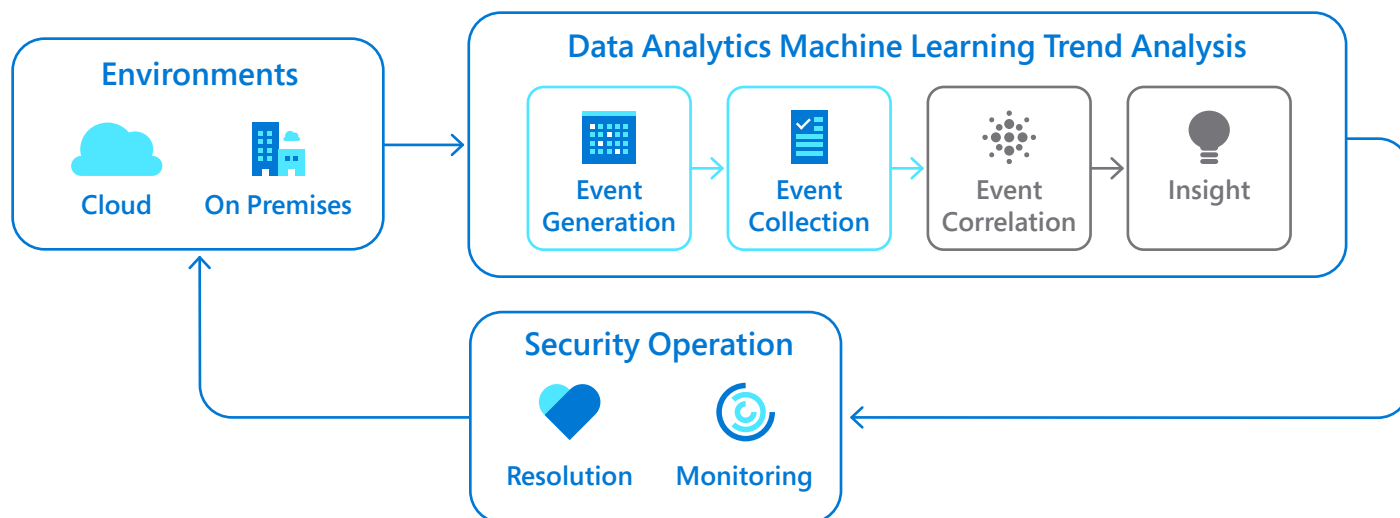 Environments
Cloud
On Premises
Data Analytics Machine Learning Trend Analysis
Event
Generation
Event
Collection
Event
Correlation
Insight
Security Operation
Resolution
Monitoring